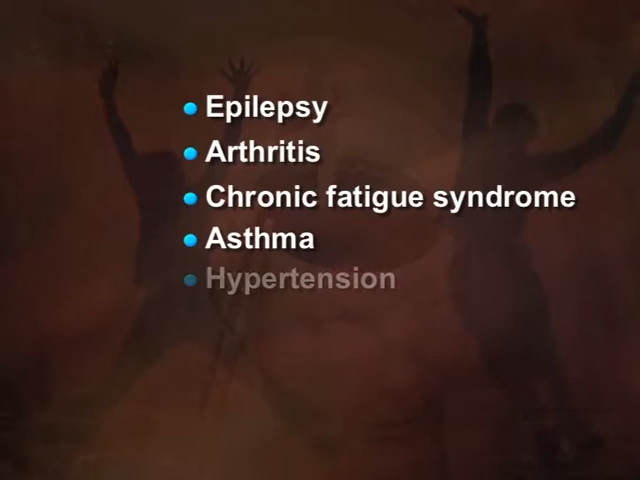 Epilepsy
Arthritis
Chronic fatigue syndrome
Asthma
Hypertension